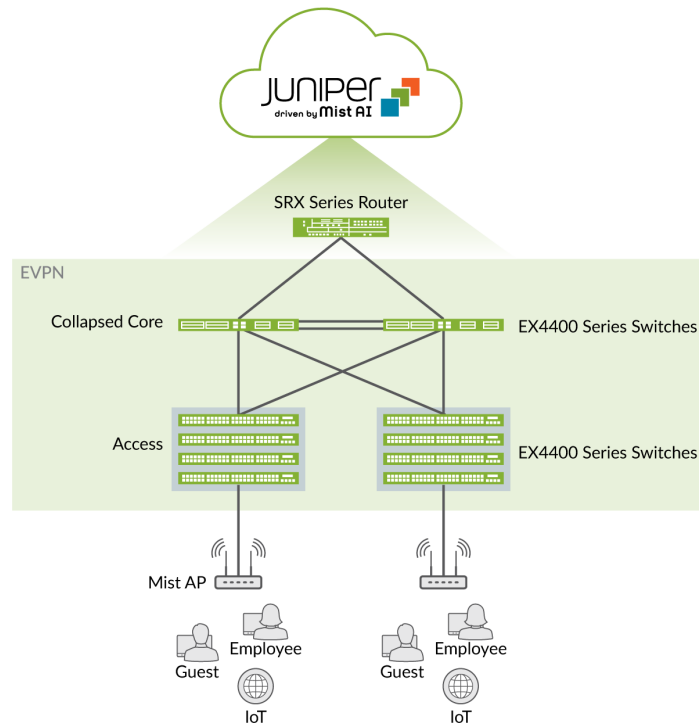 JUNIPer
driven by Mist AI
SRX Series Router
EVPN
Collapsed Core
EX4400 Series Switches
Access
EX4400 Series Switches
Mist AP
Employee
Employee
Guest
Guest
IoT
IoT